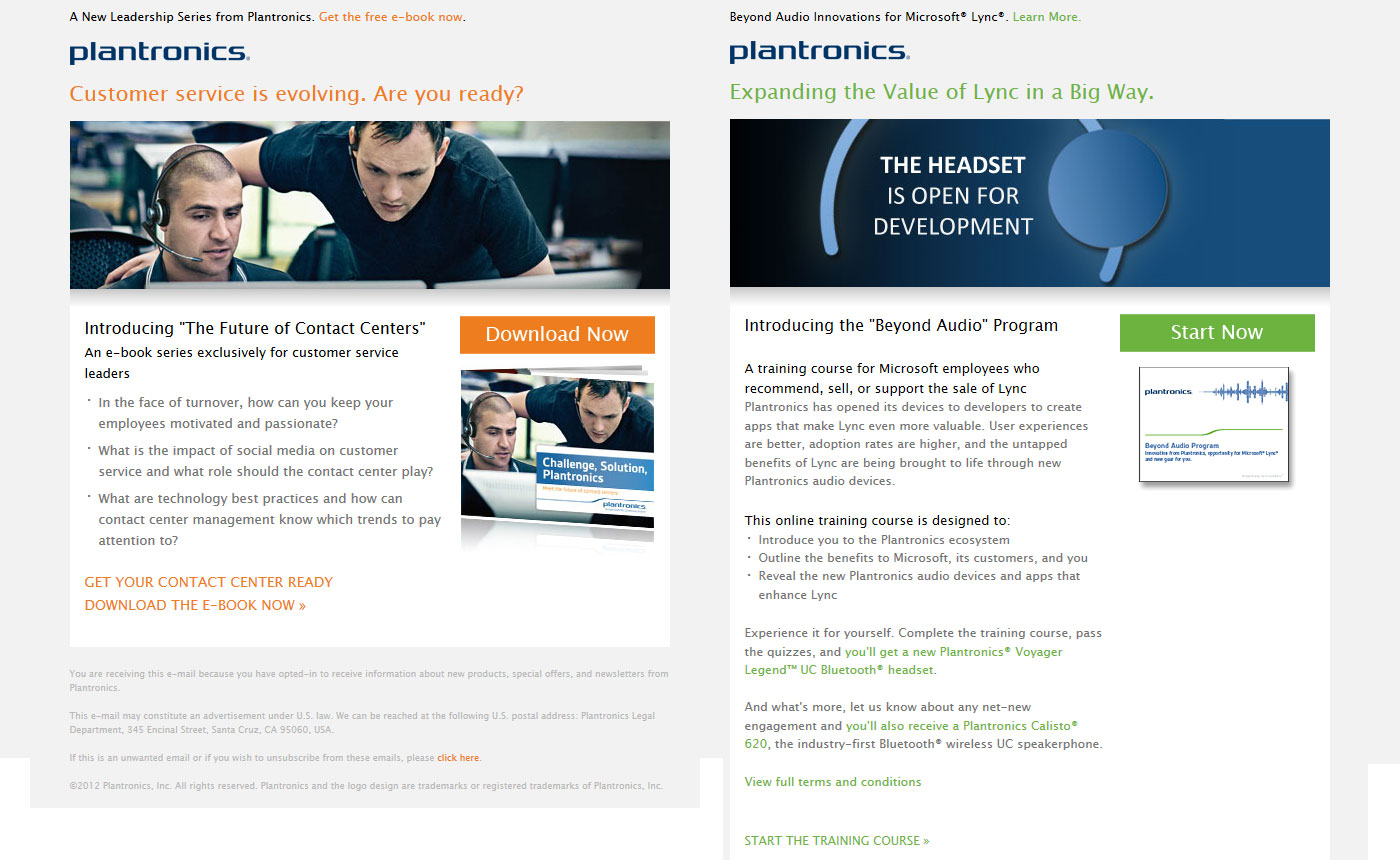 A New Leadership Series from Plantronics. Get the free e-book now.
plantronics.
Customer service is evolving. Are you ready?
Introducing "The Future of Contact Centers"
An e-book series exclusively for customer service
leaders
· In the face of turnover, how can you keep your
employees motivated and passionate?
· What is the impact of social media on customer
service and what role should the contact center play?
· What are technology best practices and how can
contact center management know which trends to pay
attention to?
GET YOUR CONTACT CENTER READY
DOWNLOAD THE E-BOOK NOW »
Download Now
Challenge, Solution,
Plantronics
Meet the future of contact centers
plantronics.
You are receiving this e-mail because you have opted-in to receive information about new products, special offers, and newsletters from
Plantronics.
This e-mail may constitute an advertisement under U.S. law. We can be reached at the following U.S. postal address: Plantronics Legal
Department, 345 Encinal Street, Santa Cruz, CA 95060, USA.
If this is an unwanted email or if you wish to unsubscribe from these emails, please click here.
©2012 Plantronics, Inc. All rights reserved. Plantronics and the logo design are trademarks or registered trademarks of Plantronics, Inc.
Beyond Audio Innovations for Microsoft® Lync®. Learn More.
plantronics.
Expanding the Value of Lync in a Big Way.
THE HEADSET
IS OPEN FOR
DEVELOPMENT
Introducing the "Beyond Audio" Program
A training course for Microsoft employees who
recommend, sell, or support the sale of Lync
Plantronics has opened its devices to developers to create
apps that make Lync even more valuable. User experiences
are better, adoption rates are higher, and the untapped
benefits of Lync are being brought to life through new
Plantronics audio devices.
This online training course is designed to:
· Introduce you to the Plantronics ecosystem
· Outline the benefits to Microsoft, its customers, and you
· Reveal the new Plantronics audio devices and apps that
enhance Lync
Experience it for yourself. Complete the training course, pass
the quizzes, and you'll get a new Plantronics® Voyager
Legend™ UC Bluetooth® headset.
And what's more, let us know about any net-new
engagement and you'll also receive a Plantronics Calisto®
620, the industry-first Bluetooth® wireless UC speakerphone.
View full terms and conditions
START THE TRAINING COURSE »
Start Now
plantronics.
Beyond Audio Program
Innovation from Plantronics, opportunity for Microsoft® Lync®
and new gear for you.